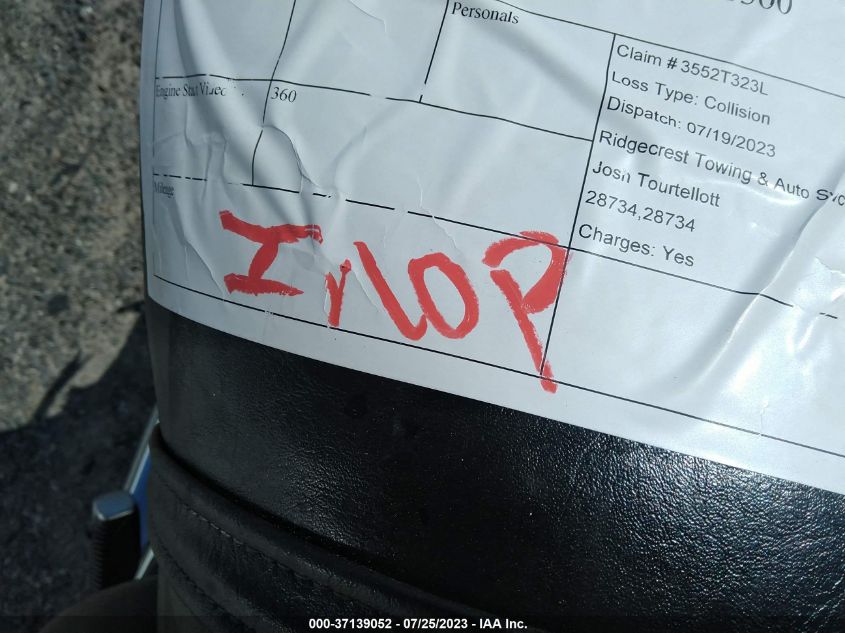 Personals
Claim # 3552T323L
Loss Type: Collision
Dispatch: 07/19/2023
Ridgecrest Towing & Auto Svc
Josh Tourtellott
28734,28734
Charges: Yes
Engine Start Video
360
Mileage
InOP
000-37139052 - 07/25/2023 - IAA Inc.